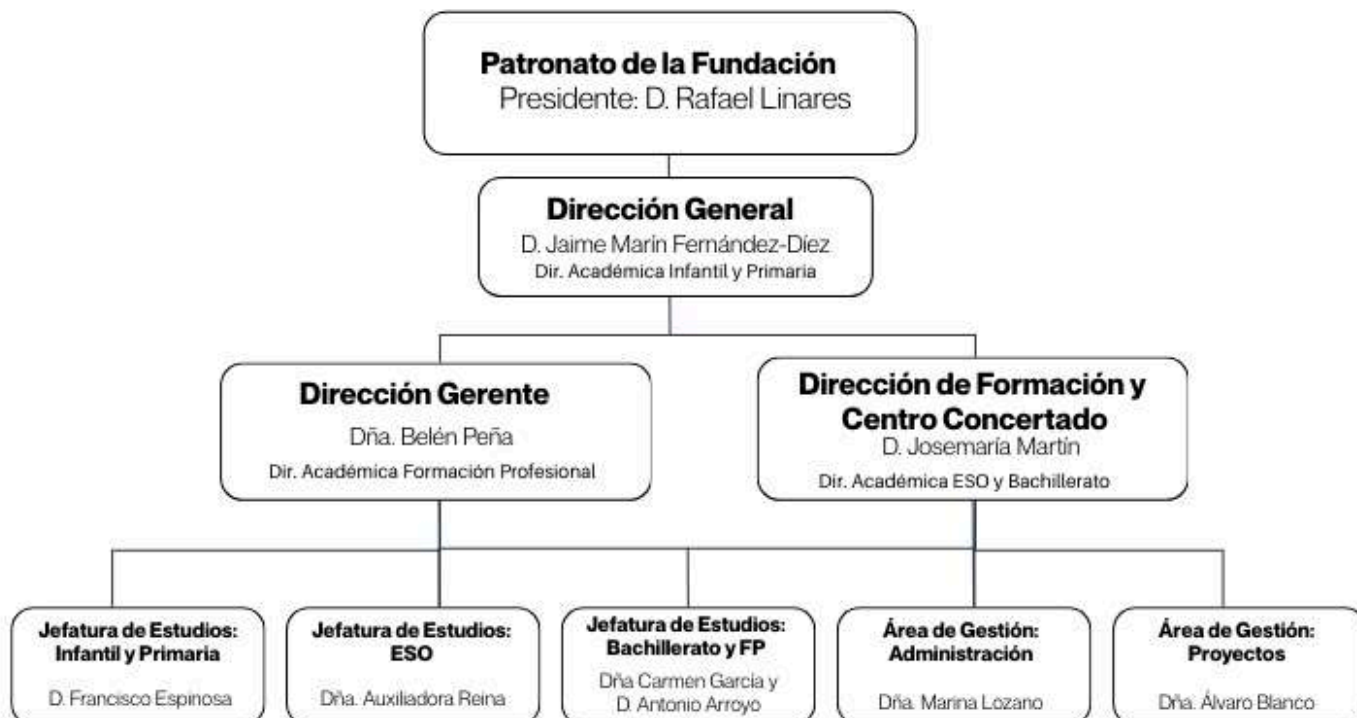 Patronato de la Fundación
Presidente: D. Rafael Linares
Dirección General
D. Jaime Marín Fernández-Díez
Dir. Académica Infantil y Primaria
Dirección Gerente
Dña. Belén Peña
Dir. Académica Formación Profesional
Dirección de Formación y
Centro Concertado
D. Josemaría Martín
Dir. Académica ESO y Bachillerato
Jefatura de Estudios:
Infantil y Primaria
D. Francisco Espinosa
Jefatura de Estudios:
ESO
Dña. Auxiliadora Reina
Jefatura de Estudios:
Bachillerato y FP
Dña Carmen García y
D. Antonio Arroyo
Área de Gestión:
Administración
Dña. Marina Lozano
Área de Gestión:
Proyectos
Dña. Álvaro Blanco